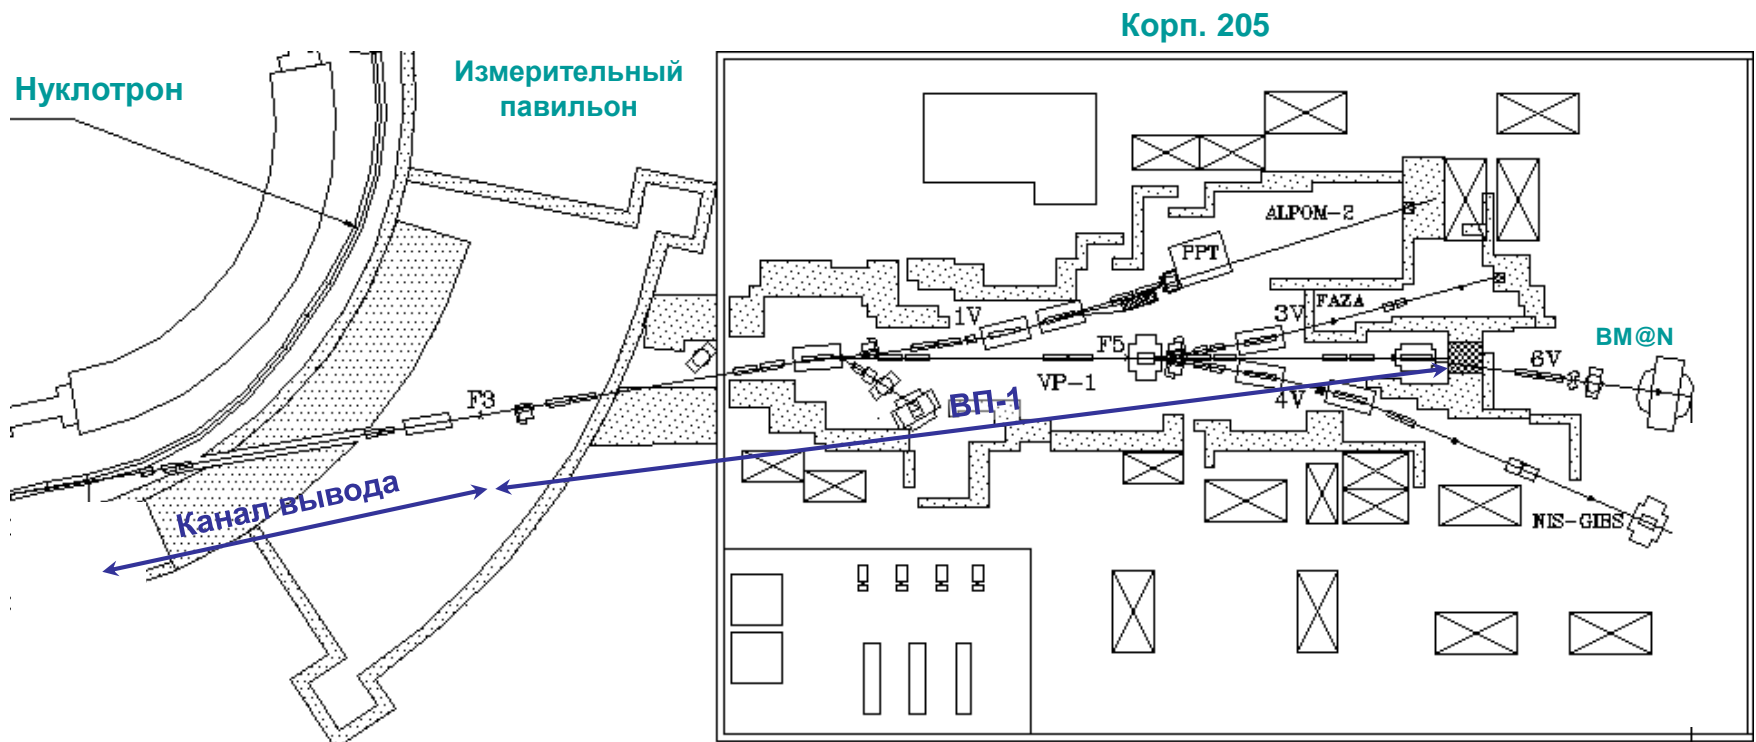 Корп. 205
Нуклотрон
Измерительный
павильон
ALPOM-2
PPT
1V
3V
FAZA
F5
BM@N
6V
VP-1
F3
ВП-1
4V
Канал вывода
NIS-GIBS